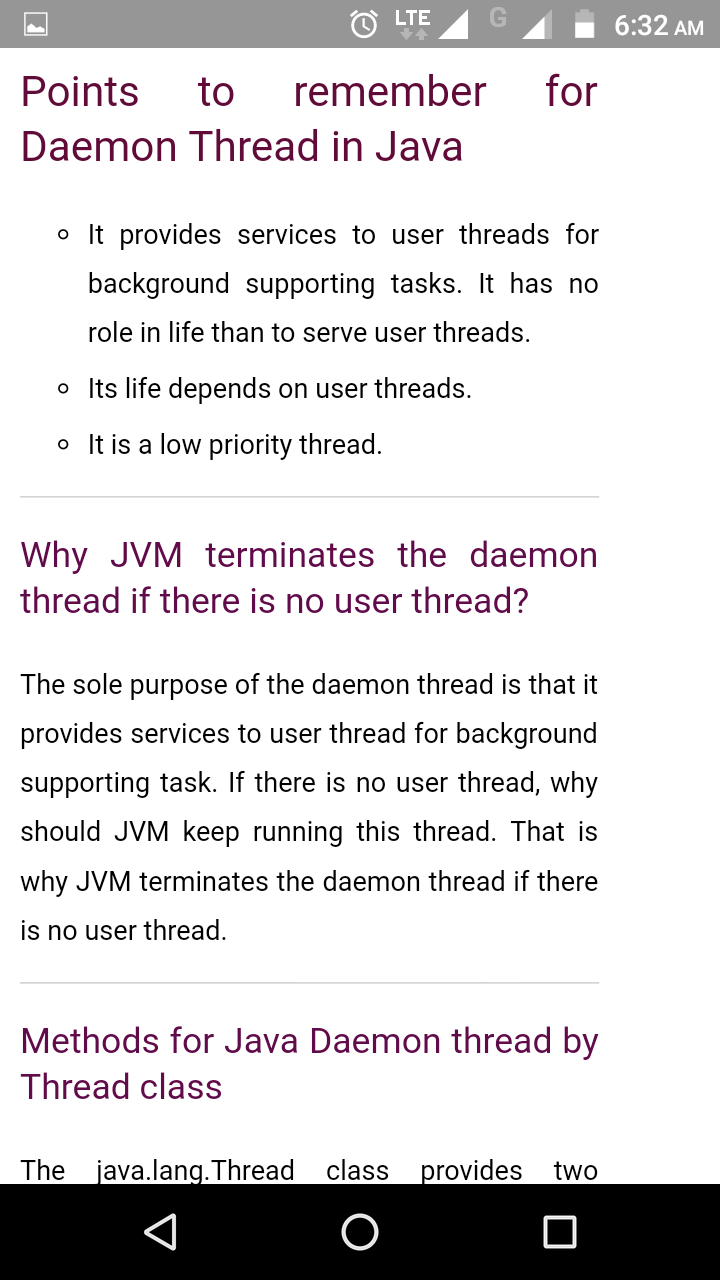 LTE G 6:32 AM
Points to remember for
Daemon Thread in Java
It provides services to user threads for
background supporting tasks. It has no
role in life than to serve user threads.
Its life depends on user threads.
It is a low priority thread.
Why JVM terminates the daemon
thread if there is no user thread?
The sole purpose of the daemon thread is that it
provides services to user thread for background
supporting task. If there is no user thread, why
should JVM keep running this thread. That is
why JVM terminates the daemon thread if there
is no user thread.
Methods for Java Daemon thread by
Thread class
The java.lang.Thread class provides two